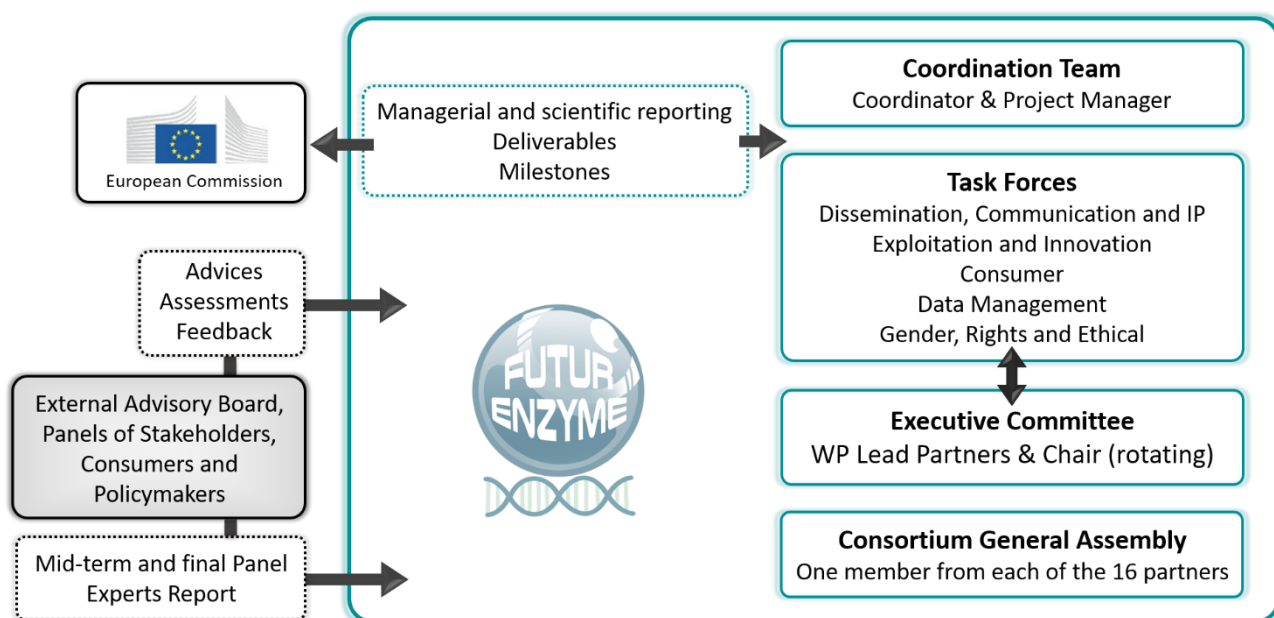 European Commission
Managerial and scientific reporting
Deliverables
Milestones
Coordination Team
Coordinator & Project Manager
Task Forces
Dissemination, Communication and IP
Exploitation and Innovation
Consumer
Data Management
Gender, Rights and Ethical
Advices
Assessments
Feedback
FUTUR
ENZYME
External Advisory Board,
Panels of Stakeholders,
Consumers and
Policymakers
Executive Committee
WP Lead Partners & Chair (rotating)
Mid-term and final Panel
Experts Report
Consortium General Assembly
One member from each of the 16 partners